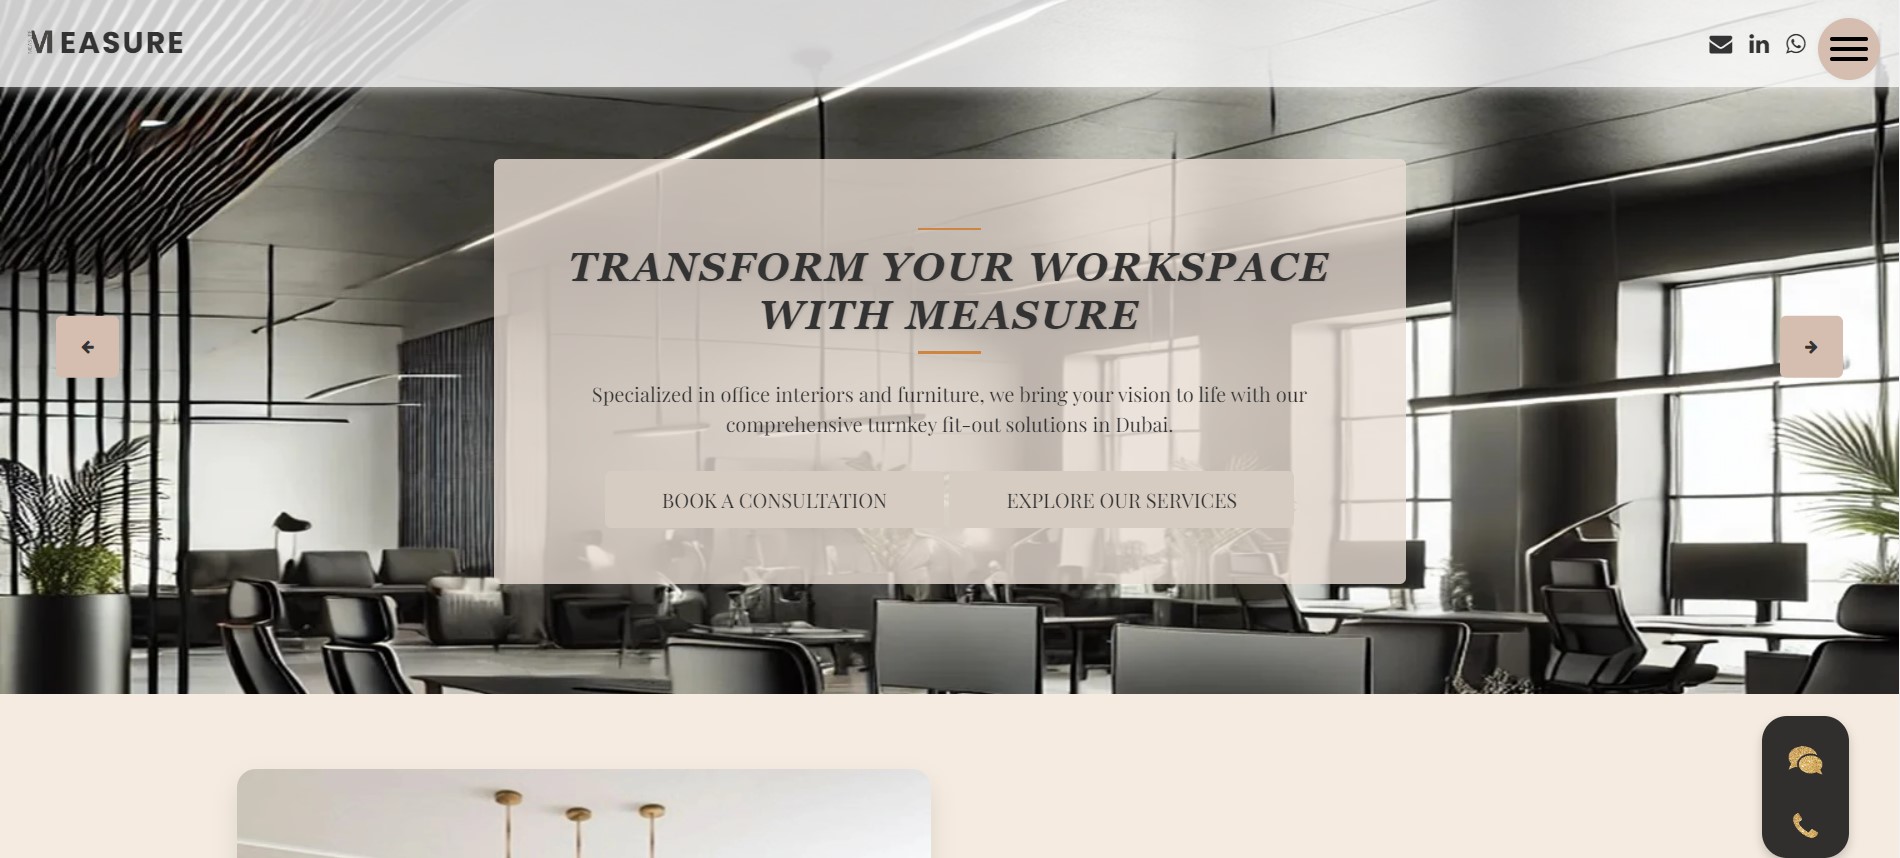 MEASURE
TRANSFORM YOUR WORKSPACE
WITH MEASURE
Specialized in office interiors and furniture, we bring your vision to life with our
comprehensive turnkey fit-out solutions in Dubai.
BOOK A CONSULTATION
EXPLORE OUR SERVICES